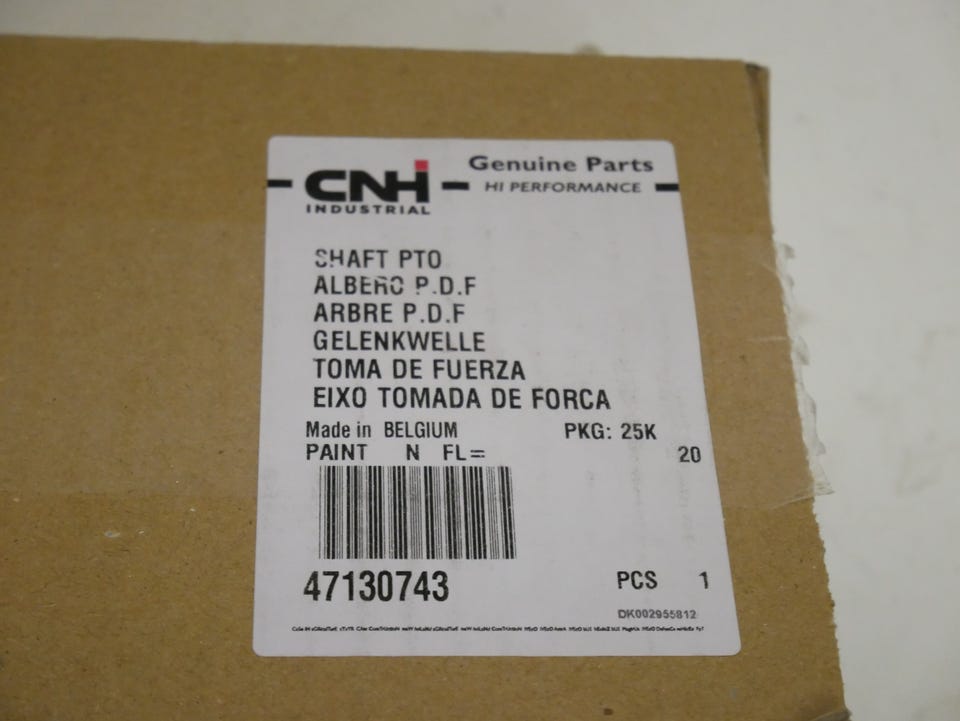 CNH Genuine Parts
INDUSTRIAL HI PERFORMANCE
SHAFT PTO
ALBERO P.D.F
ARBRE P.D.F
GELENKWELLE
TOMA DE FUERZA
EIXO TOMADA DE FORCA
Made in BELGIUM PKG: 25K
PAINT N FL= 20
47130743 PCS 1
DK002955812